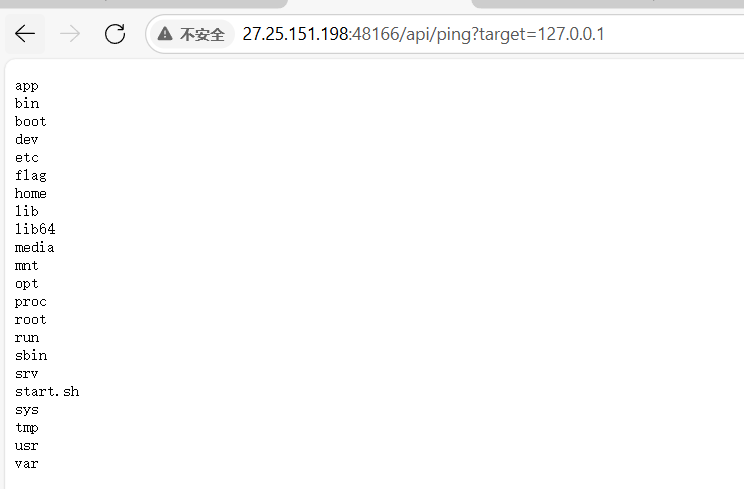 不安全 27.25.151.198:48166/api/ping?target=127.0.0.1
app
bin
boot
dev
etc
flag
home
lib
lib64
media
mnt
opt
proc
root
run
sbin
srv
start.sh
sys
tmp
usr
var